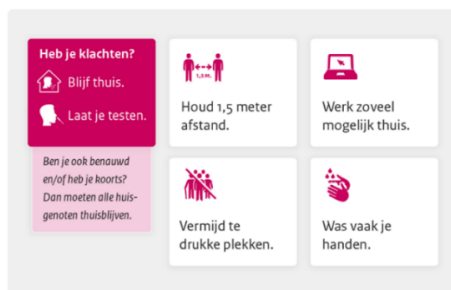 Heb je klachten?
Blijf thuis.
Laat je testen.
Ben je ook benauwd
en/of heb je koorts?
Dan moeten alle huis-
genoten thuisblijven.
1,5 M.
Houd 1,5 meter
afstand.
Werk zoveel
mogelijk thuis.
Vermijd te
drukke plekken.
Was vaak je
handen.